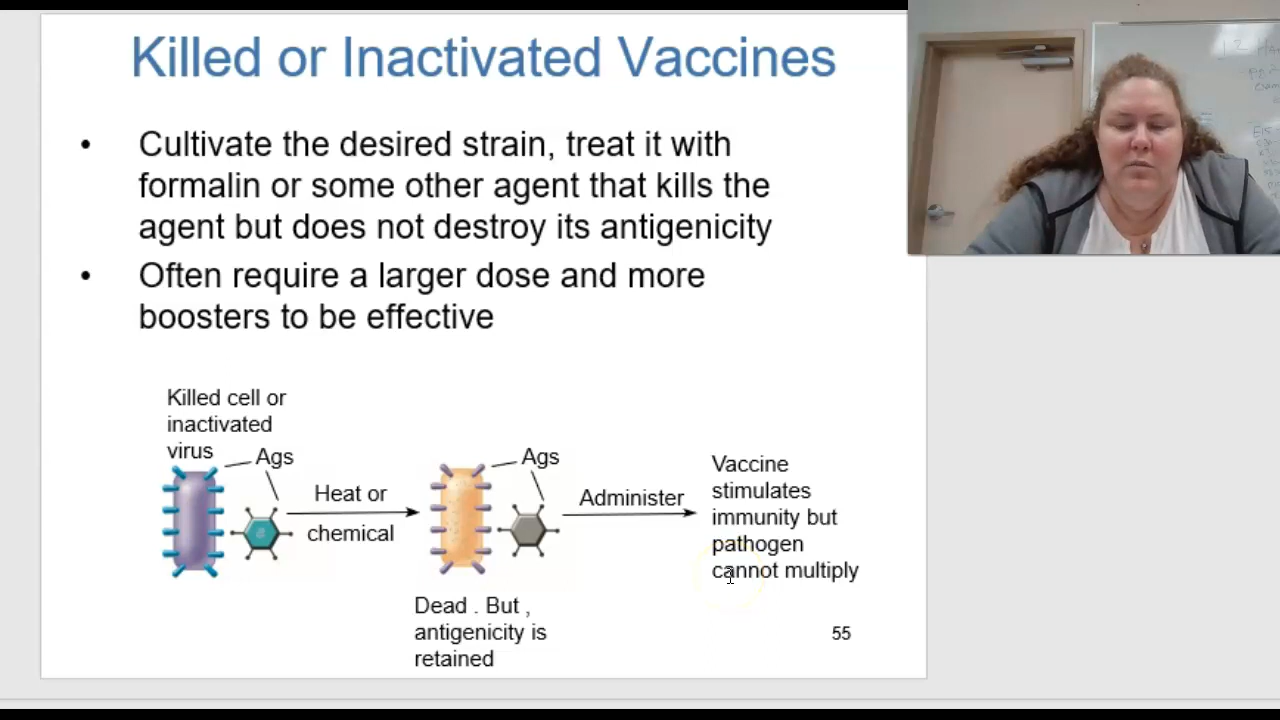 Killed or Inactivated Vaccines
• Cultivate the desired strain, treat it with
formalin or some other agent that kills the
agent but does not destroy its antigenicity
• Often require a larger dose and more
boosters to be effective
Killed cell or
inactivated
virus
Ags
Heat or
chemical
Ags
Dead . But ,
antigenicity is
retained
Administer
Vaccine
stimulates
immunity but
pathogen
cannot multiply
55